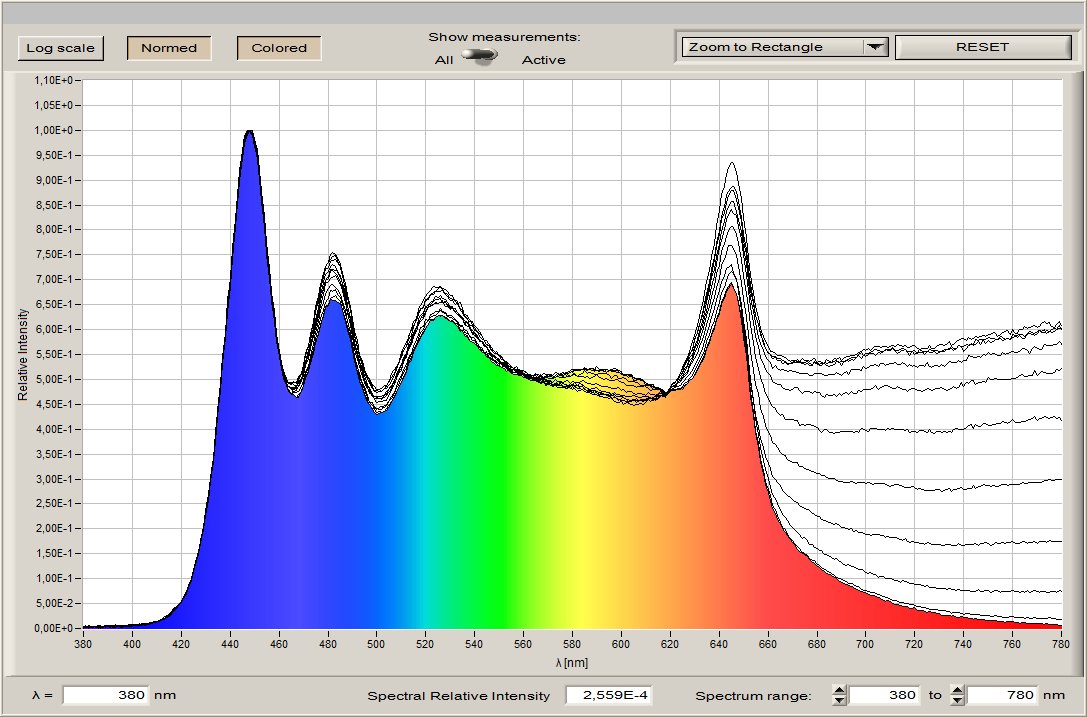 Log scale
Normed
Colored
Show measurements:
All
Active
Zoom to Rectangle
RESET
1,10E+0
1,05E+0
1,00E+0
9,50E-1
9,00E-1
8,50E-1
8,00E-1
7,50E-1
7,00E-1
6,50E-1
6,00E-1
5,50E-1
5,00E-1
4,50E-1
4,00E-1
3,50E-1
3,00E-1
2,50E-1
2,00E-1
1,50E-1
1,00E-1
5,00E-2
0,00E+0
Relative Intensity
380 400 420 440 460 480 500 520 540 560 580 600 620 640 660 680 700 720 740 760 780
λ [nm]
λ = 380 nm
Spectral Relative Intensity 2,559E-4
Spectrum range: 380 to 780 nm